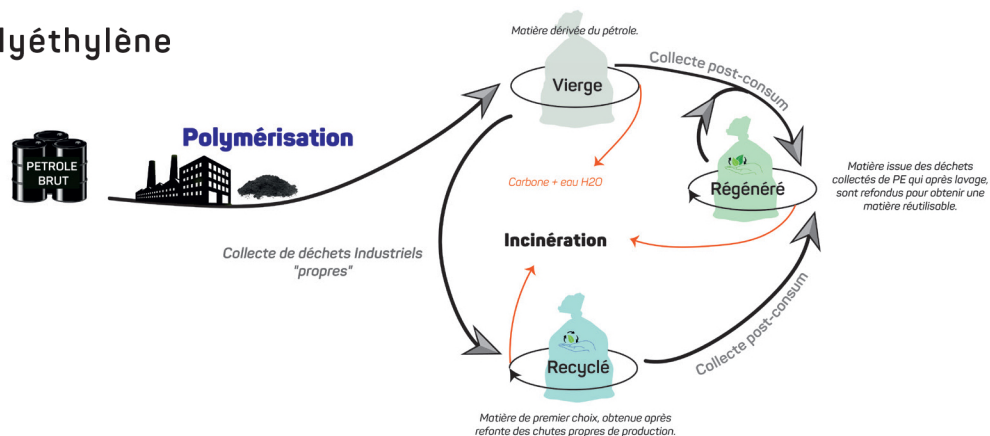 lyéthylène
Matière dérivée du pétrole.
Vierge
Collecte post-consum
Polymérisation
PETROLE
BRUT
Carbone + eau H2O
Régénéré
Matière issue des déchets
collectés de PE qui après lavage,
sont refondus pour obtenir une
matière réutilisable.
Incinération
Collecte de déchets Industriels
"propres"
Recyclé
Collecte post-consum
Matière de premier choix, obtenue après
refonte des chutes propres de production.